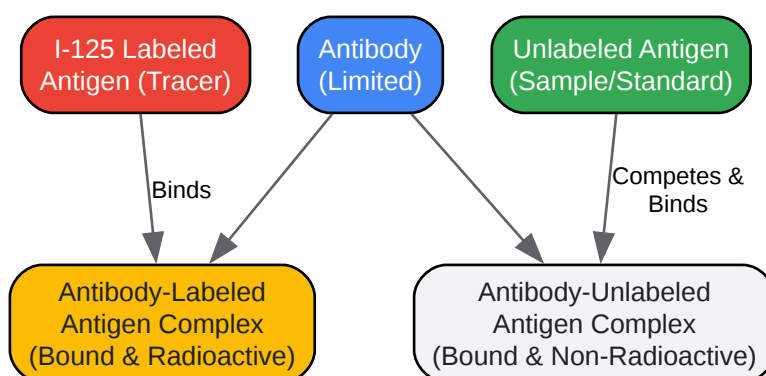 I-125 Labeled
Antigen (Tracer)
Antibody
(Limited)
Unlabeled Antigen
(Sample/Standard)
Binds
Competes &
Binds
Antibody-Labeled
Antigen Complex
(Bound & Radioactive)
Antibody-Unlabeled
Antigen Complex
(Bound & Non-Radioactive)